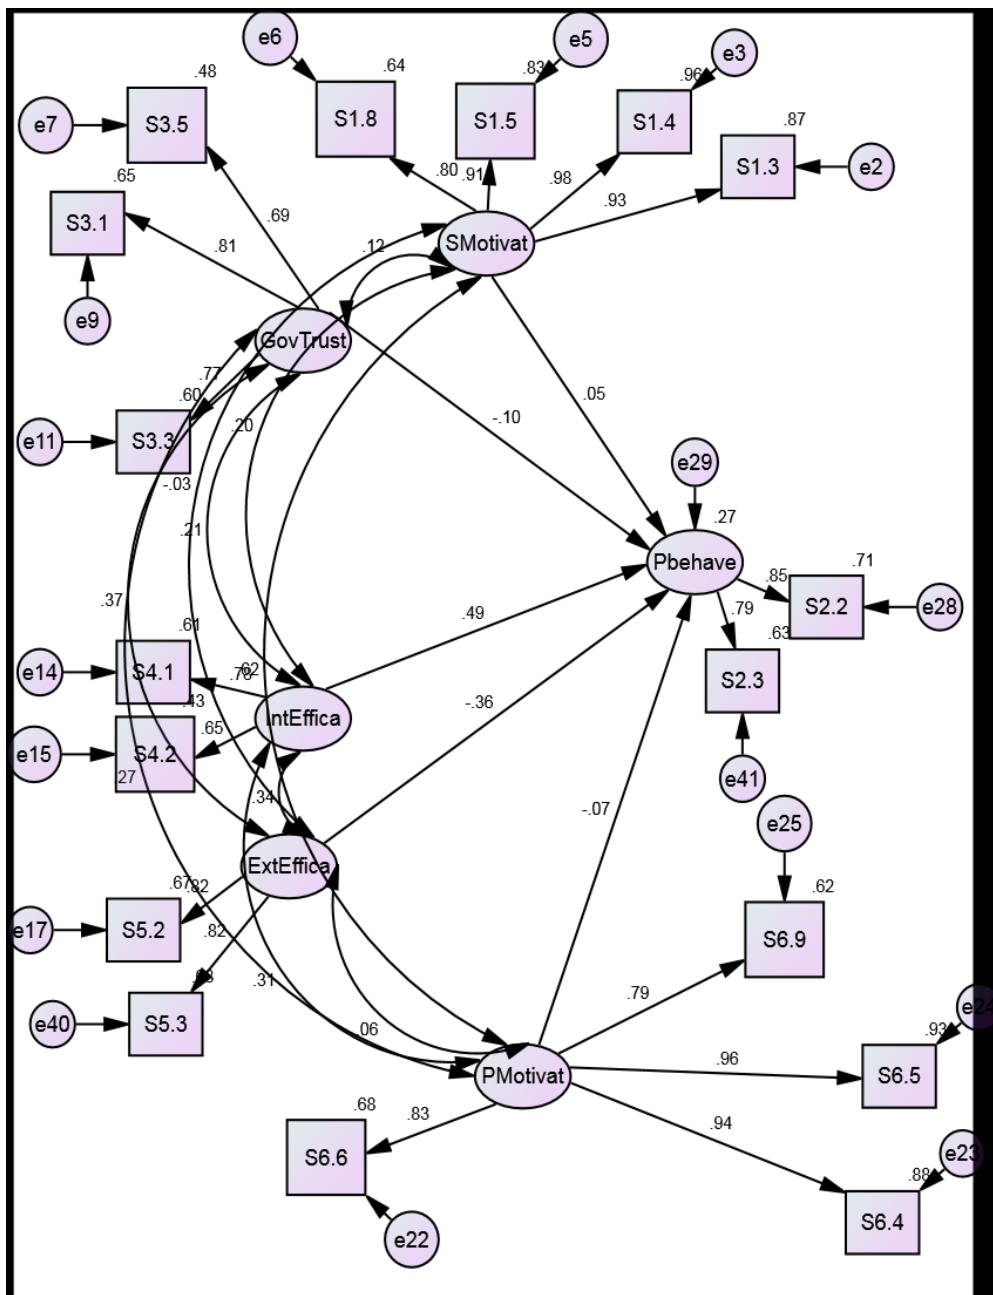 e6
e5
e3
.48
.64
.83
.96
e7
S3.5
S1.8
S1.5
S1.4
.87
S1.3
e2
.65
.80
.91
.98
.93
S3.1
.69
.81
.12
SMotivat
e9
GovTrust
.77
.60
.05
e11
S3.3
.20
-.10
e29
-.03
.27
.21
Pbehave
.71
.85
S2.2
e28
.37
.61
.49
.79
.63
e14
S4.1
.78
.62
S2.3
.43
IntEffica
-.36
e15
S4.2
.65
27
e41
.34
-.07
e25
ExtEffica
.67
.82
.62
e17
S5.2
.82
S6.9
.31
.79
e40
S5.3
.06
e24
.93
PMotivat
.96
S6.5
.68
.83
.94
S6.6
e23
.88
S6.4
e22